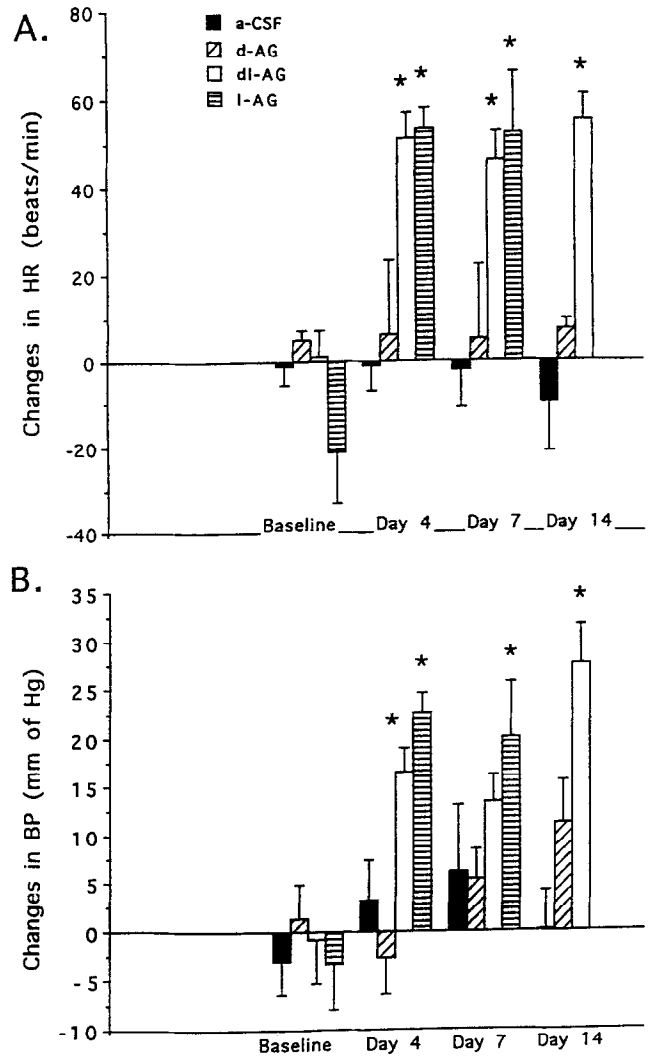 A.
80
60
40
20
0
-20
-40
Changes in HR (beats/min)
a-CSF
d-AG
dl-AG
l-AG
* * * * *
Baseline Day 4 Day 7 Day 14
B.
35
30
25
20
15
10
5
0
-5
-10
Changes in BP (mm of Hg)
* * * *
Baseline Day 4 Day 7 Day 14